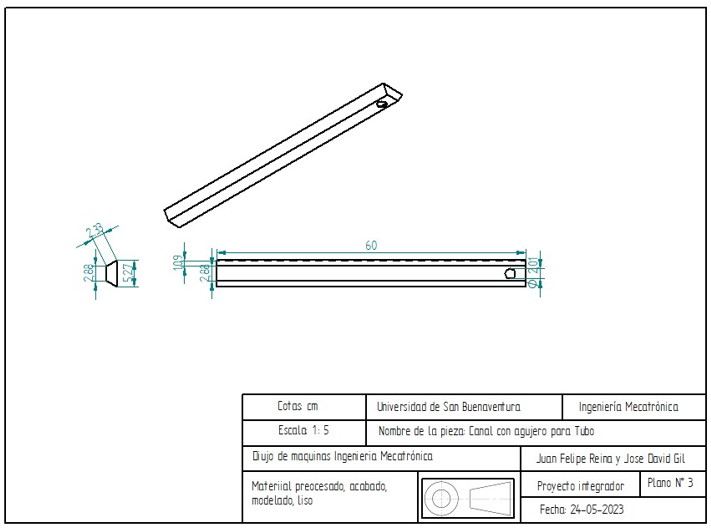 2.33
2.88
5.27
60
1.09
2.88
Ø 2.01
Cotas cm
Universidad de San Buenaventura
Ingeniería Mecatrónica
Escala: 1: 5
Nombre de la pieza: Canal con agujero para Tubo
Diujo de maquinas Ingenieria Mecatrónica
Juan Felipe Reina y Jose David Gil
Materiial preocesado, acabado,
modelado, liso
Proyecto integrador
Plano N° 3
Fecha: 24-05-2023